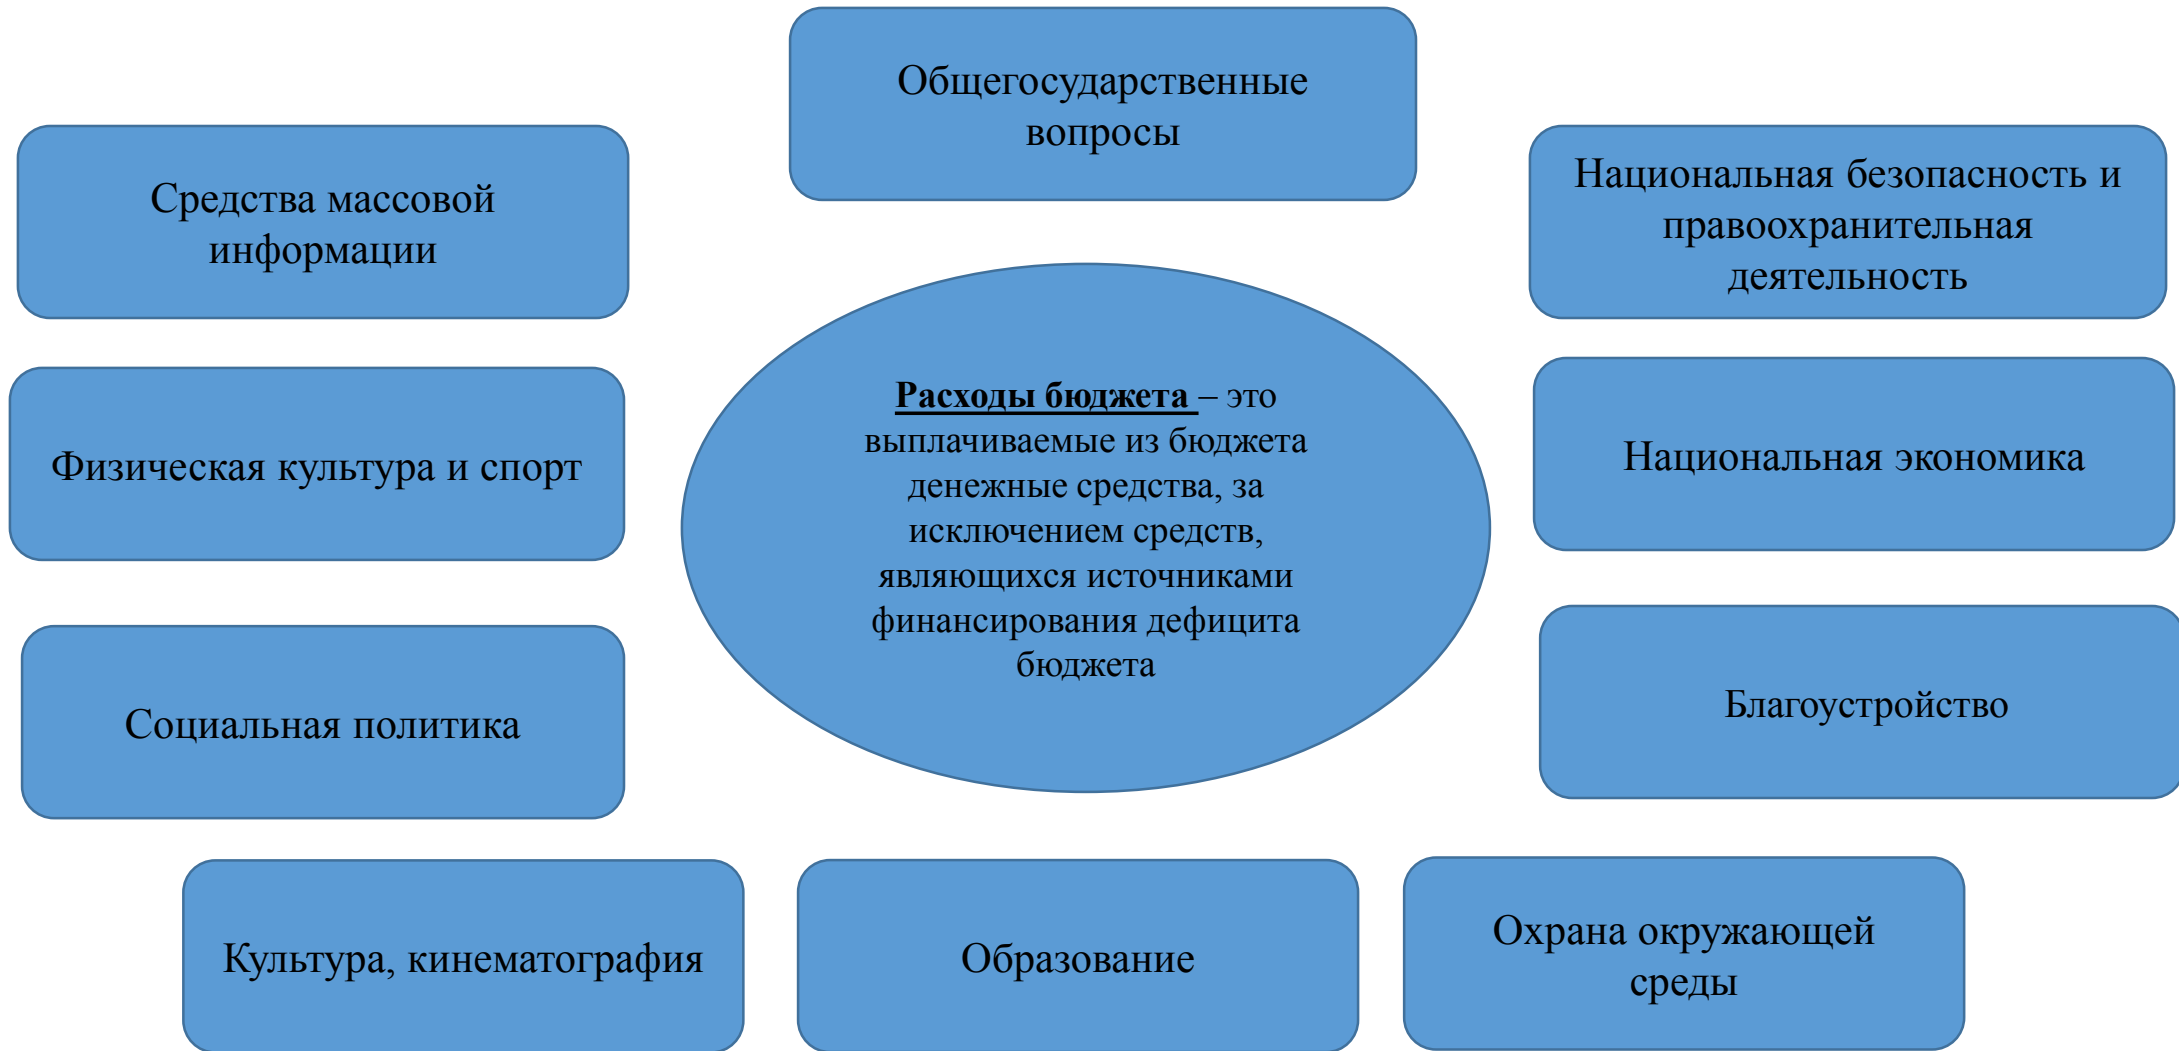 Общегосударственные
вопросы
Средства массовой
информации
Национальная безопасность и
правоохранительная
деятельность
Расходы бюджета – это
выплачиваемые из бюджета
денежные средства, за
исключением средств,
являющихся источниками
финансирования дефицита
бюджета
Физическая культура и спорт
Национальная экономика
Социальная политика
Благоустройство
Культура, кинематография
Образование
Охрана окружающей
среды